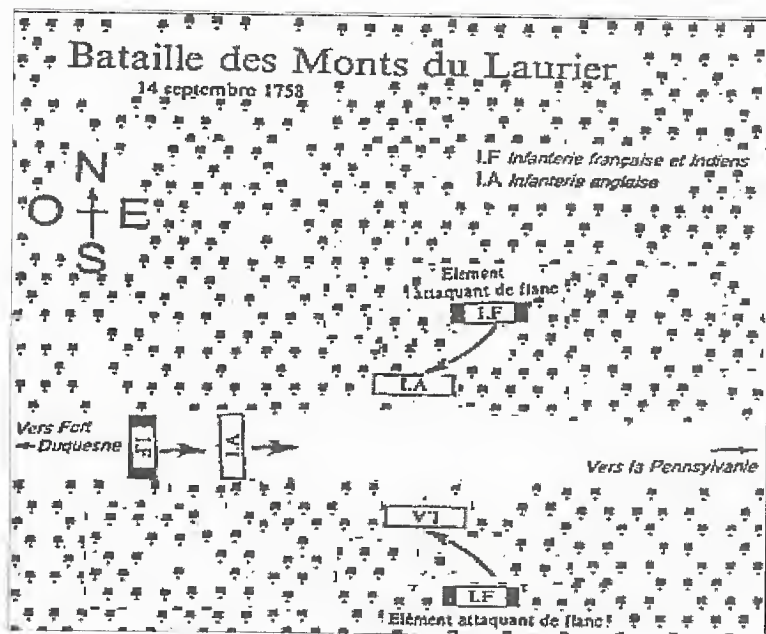 Bataille des Monts du Laurier
14 septembre 1758
I.F Infanterie française et Indiens
I.A Infanterie anglaise
N
O E
S
Elément
attaquant de flanc
I.F
I.A
Vers Fort
Duquesne
I.F
I.A
Vers la Pennsylvanie
I.A
I.F
Elément attaquant de flanc